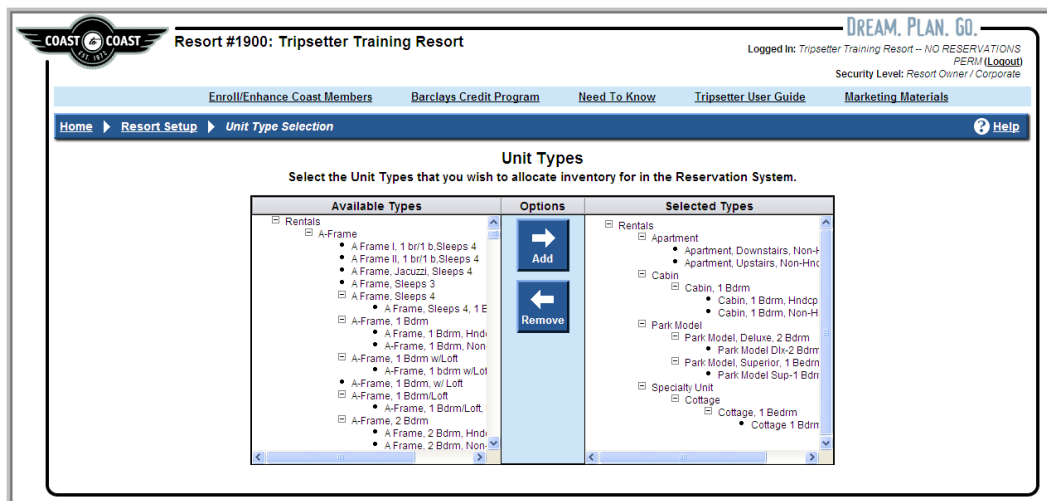 DREAM. PLAN. GO.
COAST to COAST
EST. 1972
Resort #1900: Tripsetter Training Resort
Logged In: Tripsetter Training Resort -- NO RESERVATIONS
PERM (Logout)
Security Level: Resort Owner / Corporate
Enroll/Enhance Coast Members Barclays Credit Program Need To Know Tripsetter User Guide Marketing Materials
Home Resort Setup Unit Type Selection ? Help
Unit Types
Select the Unit Types that you wish to allocate inventory for in the Reservation System.
Available Types Options Selected Types
Rentals
A-Frame
A Frame I, 1 br/1 b,Sleeps 4
A Frame II, 1 br/1 b,Sleeps 4
A Frame, Jacuzzi, Sleeps 4
A Frame, Sleeps 3
A Frame, Sleeps 4
A Frame, Sleeps 4, 1 E
A-Frame, 1 Bdrm
A Frame, 1 Bdrm, Hndc
A-Frame, 1 Bdrm, Non-
A-Frame, 1 Bdrm w/Loft
A-Frame, 1 bdrm w/Lof
A-Frame, 1 Bdrm, w/ Loft
A-Frame, 1 Bdrm/Loft
A-Frame, 1 Bdrm/Loft,
A-Frame, 2 Bdrm
A Frame, 2 Bdrm, Hndc
A Frame, 2 Bdrm, Non-
Add
Remove
Rentals
Apartment
Apartment, Downstairs, Non-H
Apartment, Upstairs, Non-Hnc
Cabin
Cabin, 1 Bdrm
Cabin, 1 Bdrm, Hndcp
Cabin, 1 Bdrm, Non-H
Park Model
Park Model, Deluxe, 2 Bdrm
Park Model Dlx-2 Bdrm
Park Model, Superior, 1 Bedrn
Park Model Sup-1 Bdrn
Specialty Unit
Cottage
Cottage, 1 Bedrm
Cottage 1 Bdrm